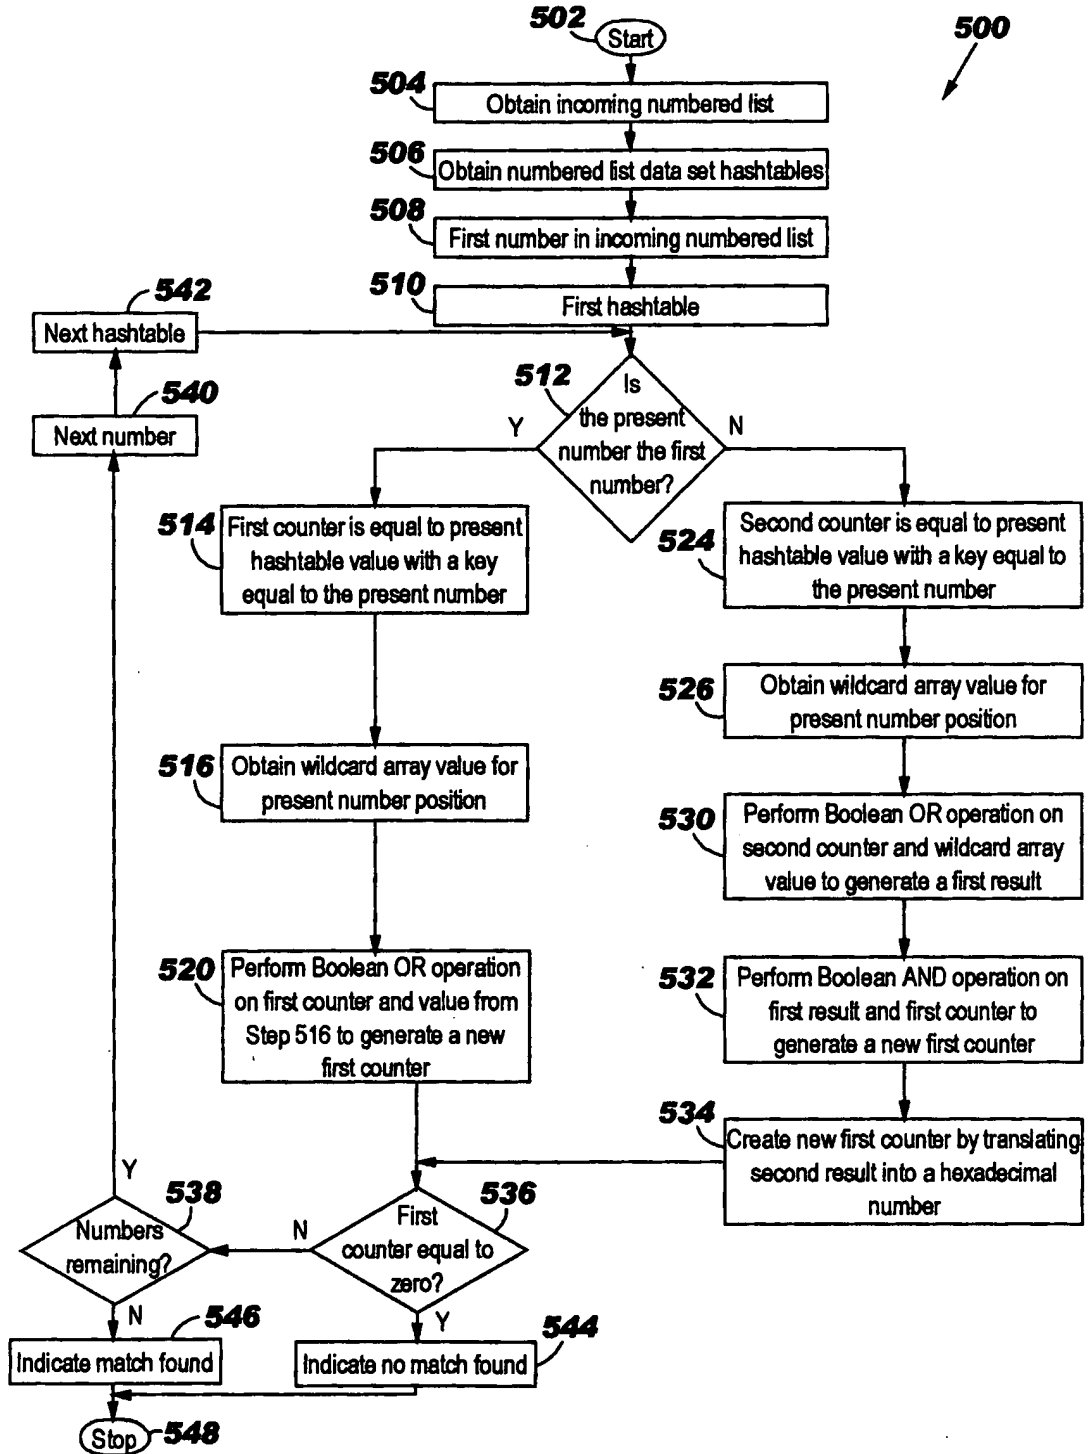 502
Start
500
504
Obtain incoming numbered list
506
Obtain numbered list data set hashtables
508
First number in incoming numbered list
510
First hashtable
542
Next hashtable
540
Next number
512
Is
the present
number the first
number?
Y
N
514
First counter is equal to present
hashtable value with a key
equal to the present number
524
Second counter is equal to present
hashtable value with a key equal to
the present number
516
Obtain wildcard array value for
present number position
526
Obtain wildcard array value for
present number position
530
Perform Boolean OR operation on
second counter and wildcard array
value to generate a first result
520
Perform Boolean OR operation
on first counter and value from
Step 516 to generate a new
first counter
532
Perform Boolean AND operation on
first result and first counter to
generate a new first counter
534
Create new first counter by translating
second result into a hexadecimal
number
536
First
counter equal to
zero?
N
Y
538
Numbers
remaining?
Y
N
546
Indicate match found
544
Indicate no match found
Stop
548